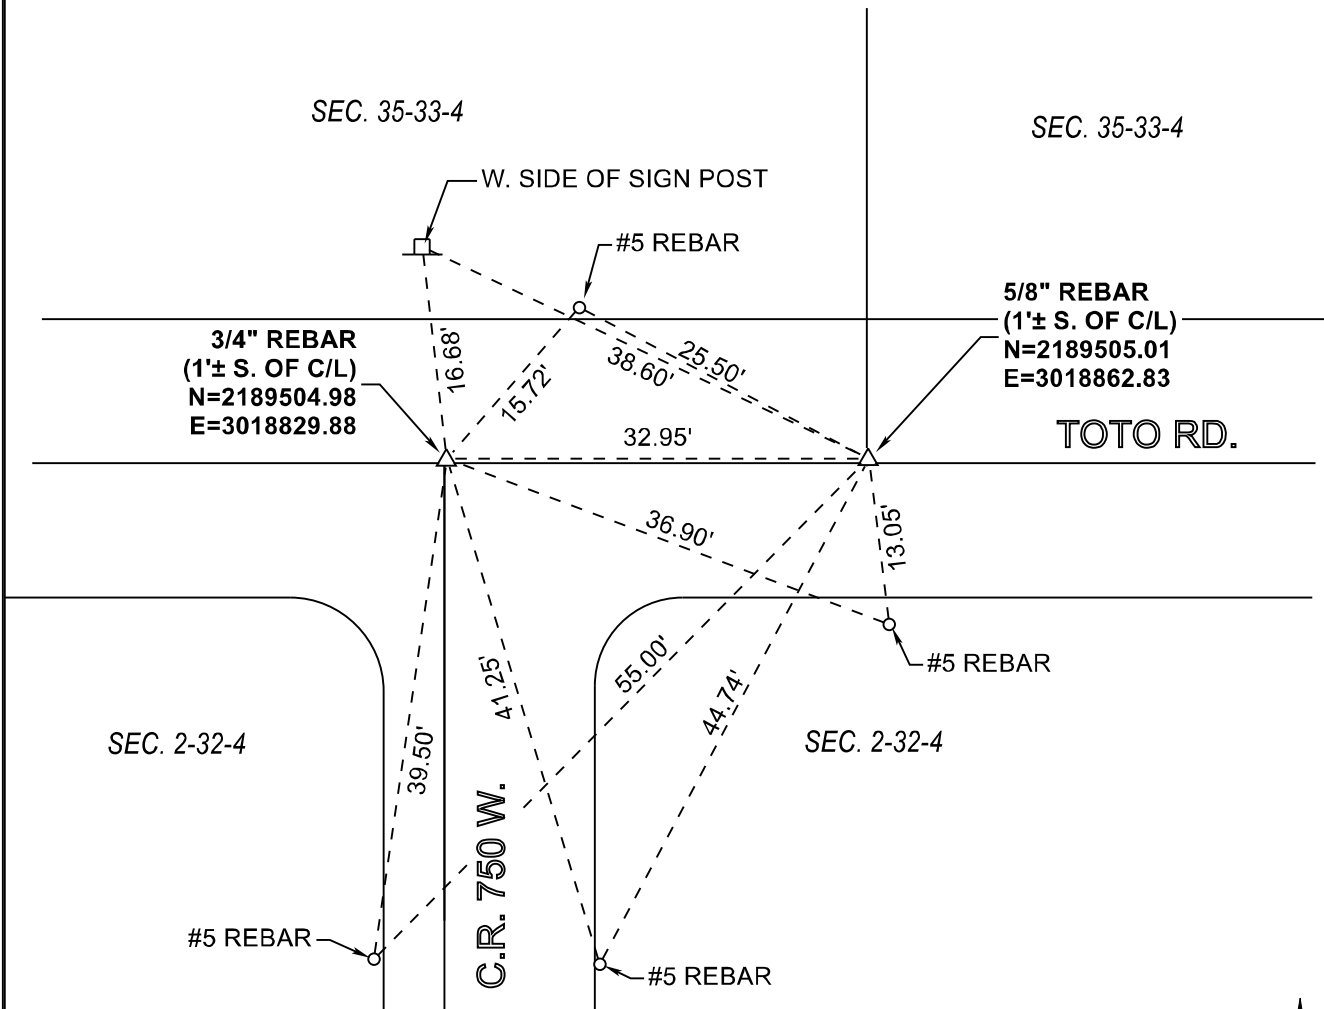 SEC. 35-33-4
SEC. 35-33-4
W. SIDE OF SIGN POST
#5 REBAR
5/8" REBAR
(1'± S. OF C/L)
N=2189505.01
E=3018862.83
3/4" REBAR
(1'± S. OF C/L)
N=2189504.98
E=3018829.88
16.68'
15.72'
38.60'
25.50'
32.95'
TOTO RD.
36.90'
13.05'
#5 REBAR
55.00'
41.25'
44.74'
39.50'
SEC. 2-32-4
SEC. 2-32-4
C.R. 750 W.
#5 REBAR
#5 REBAR